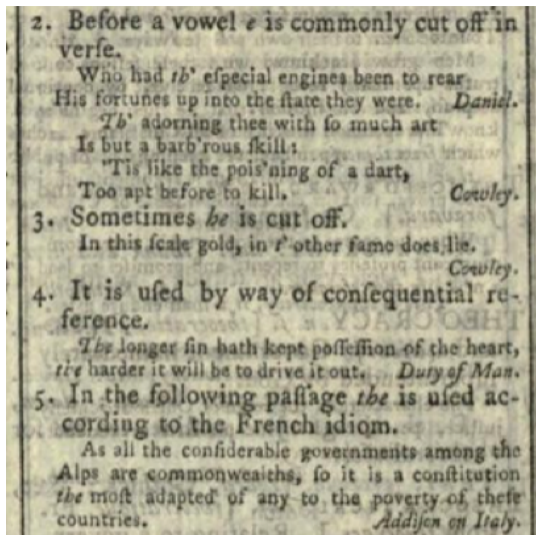 2. Before a vowel e is commonly cut off in
verſe.
Who had th' eſpecial engines been to rear
His fortunes up into the ſtate they were. Daniel.
Th' adorning thee with ſo much art
Is but a barb'rous ſkill:
'Tis like the pois'ning of a dart,
Too apt before to kill. Cowley.
3. Sometimes he is cut off.
In this ſcale gold, in t' other fame does lie.
Cowley.
4. It is uſed by way of conſequential re-
ference.
The longer ſin hath kept poſſeſſion of the heart,
the harder it will be to drive it out. Duty of Man.
5. In the following paſſage the is uſed ac-
cording to the French idiom.
As all the conſiderable governments among the
Alps are commonwealths, ſo it is a conſtitution
the moſt adapted of any to the poverty of theſe
countries. Addiſon on Italy.